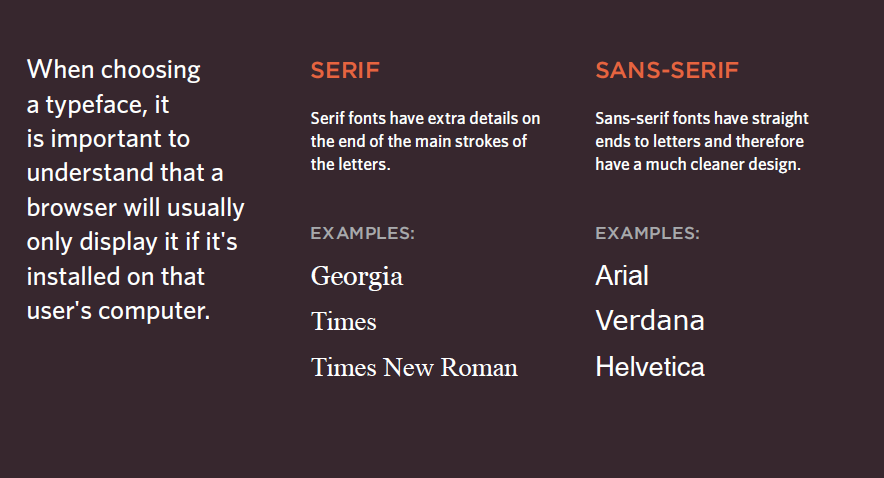 When choosing
a typeface, it
is important to
understand that a
browser will usually
only display it if it's
installed on that
user's computer.
SERIF
Serif fonts have extra details on
the end of the main strokes of
the letters.
EXAMPLES:
Georgia
Times
Times New Roman
SANS-SERIF
Sans-serif fonts have straight
ends to letters and therefore
have a much cleaner design.
EXAMPLES:
Arial
Verdana
Helvetica